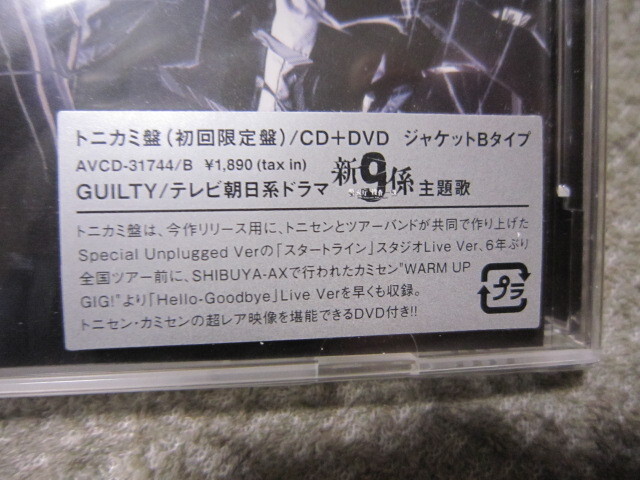 トニカミ盤(初回限定盤)/CD+DVD ジャケットBタイプ
AVCD-31744/B ¥1,890(tax in)
GUILTY/テレビ朝日系ドラマ 新9係 主題歌
トニカミ盤は、今作リリース用に、トニセンとツアーバンドが共同で作り上げた
Special Unplugged Verの「スタートライン」スタジオLive Ver、6年ぶり
全国ツアー前に、SHIBUYA-AXで行われたカミセン"WARM UP
GIG!"より「Hello-Goodbye」Live Verを早くも収録。
トニセン・カミセンの超レア映像を堪能できるDVD付き!!
プラ